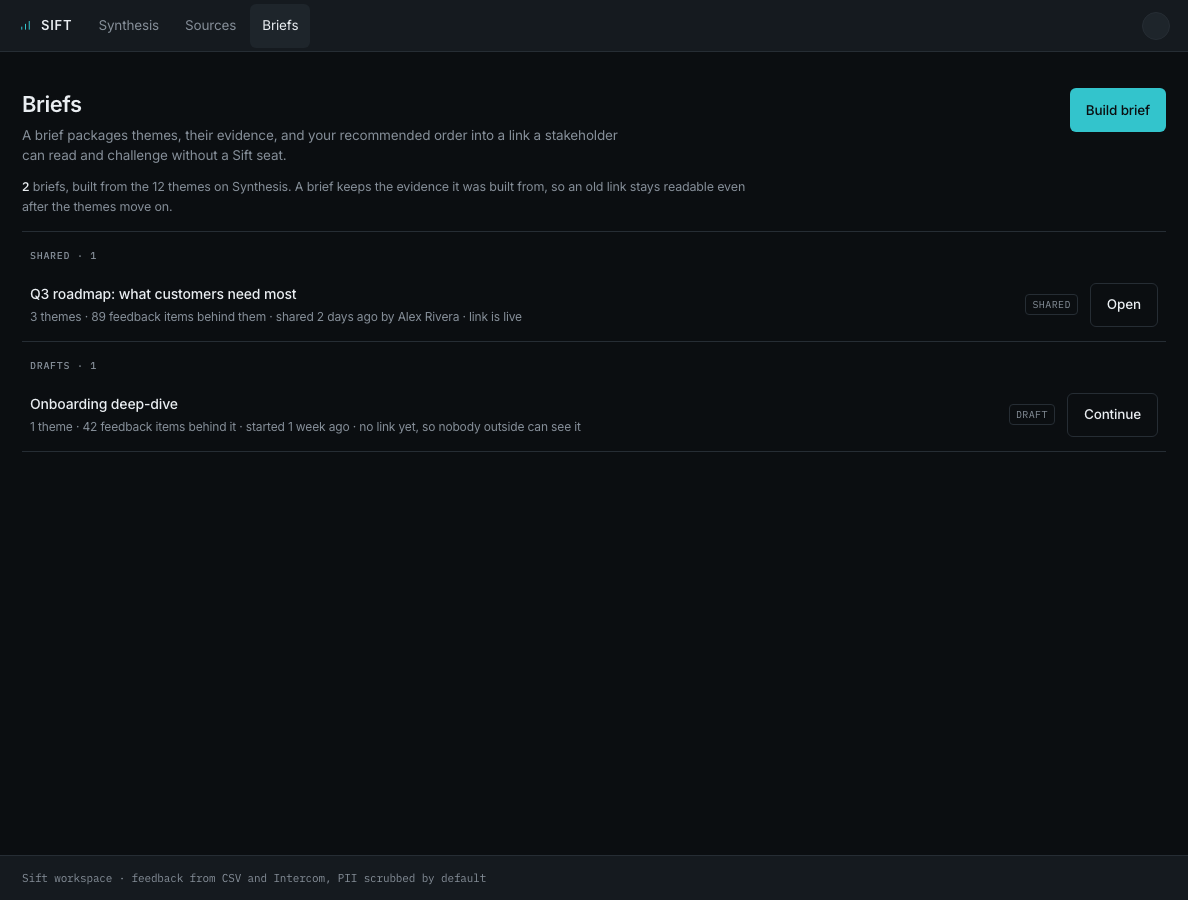 SIFT Synthesis Sources Briefs
Briefs
Build brief
A brief packages themes, their evidence, and your recommended order into a link a stakeholder
can read and challenge without a Sift seat.
2 briefs, built from the 12 themes on Synthesis. A brief keeps the evidence it was built from, so an old link stays readable even
after the themes move on.
SHARED · 1
Q3 roadmap: what customers need most
3 themes · 89 feedback items behind them · shared 2 days ago by Alex Rivera · link is live
SHARED
Open
DRAFTS · 1
Onboarding deep-dive
1 theme · 42 feedback items behind it · started 1 week ago · no link yet, so nobody outside can see it
DRAFT
Continue
Sift workspace · feedback from CSV and Intercom, PII scrubbed by default